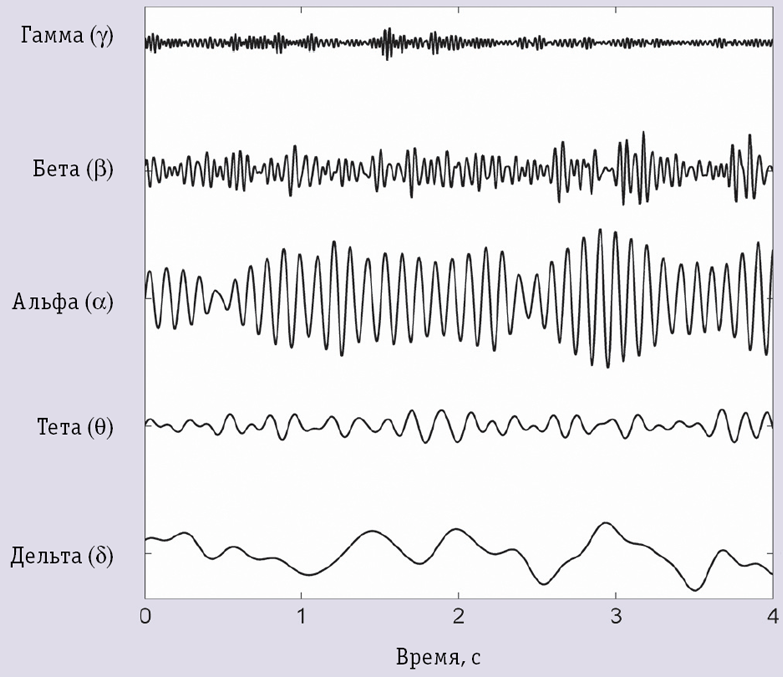 Гамма (γ)
Бета (β)
Альфа (α)
Тета (θ)
Дельта (δ)
0 1 2 3 4
Время, с